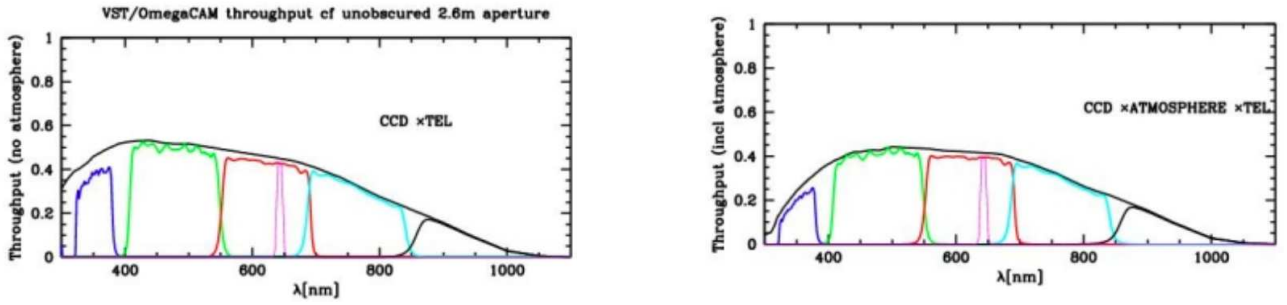 VST/OmegaCAM throughput cf unobscured 2.6m aperture
Throughput (no atmosphere)
1
0.8
0.6
0.4
0.2
0
CCD ×TEL
400 600 800 1000
λ[nm]
Throughput (incl atmosphere)
1
0.8
0.6
0.4
0.2
0
CCD ×ATMOSPHERE ×TEL
400 600 800 1000
λ[nm]